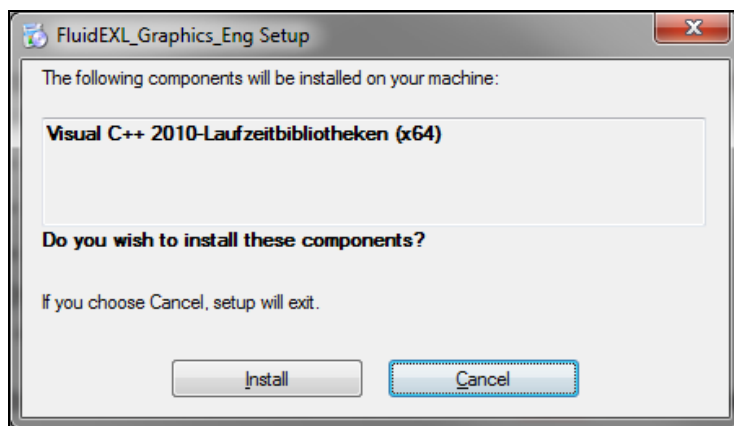 FluidEXL_Graphics_Eng Setup
The following components will be installed on your machine:
Visual C++ 2010-Laufzeitbibliotheken (x64)
Do you wish to install these components?
If you choose Cancel, setup will exit.
Install
Cancel